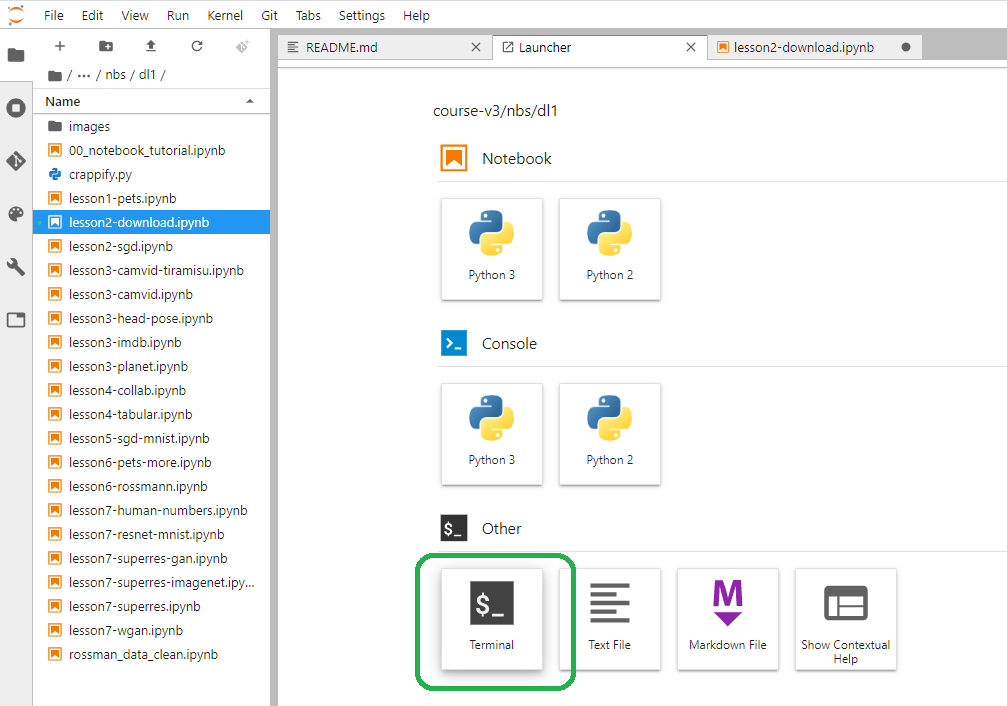 File Edit View Run Kernel Git Tabs Settings Help
README.md
Launcher
lesson2-download.ipynb
/ ··· / nbs / dl1 /
Name
images
00_notebook_tutorial.ipynb
crappify.py
lesson1-pets.ipynb
lesson2-download.ipynb
lesson2-sgd.ipynb
lesson3-camvid-tiramisu.ipynb
lesson3-camvid.ipynb
lesson3-head-pose.ipynb
lesson3-imdb.ipynb
lesson3-planet.ipynb
lesson4-collab.ipynb
lesson4-tabular.ipynb
lesson5-sgd-mnist.ipynb
lesson6-pets-more.ipynb
lesson6-rossmann.ipynb
lesson7-human-numbers.ipynb
lesson7-resnet-mnist.ipynb
lesson7-superres-gan.ipynb
lesson7-superres-imagenet.ipy...
lesson7-superres.ipynb
lesson7-wgan.ipynb
rossman_data_clean.ipynb
course-v3/nbs/dl1
Notebook
Python 3
Python 2
>_ Console
Python 3
Python 2
$_ Other
$_
Terminal
Text File
M
Markdown File
Show Contextual
Help